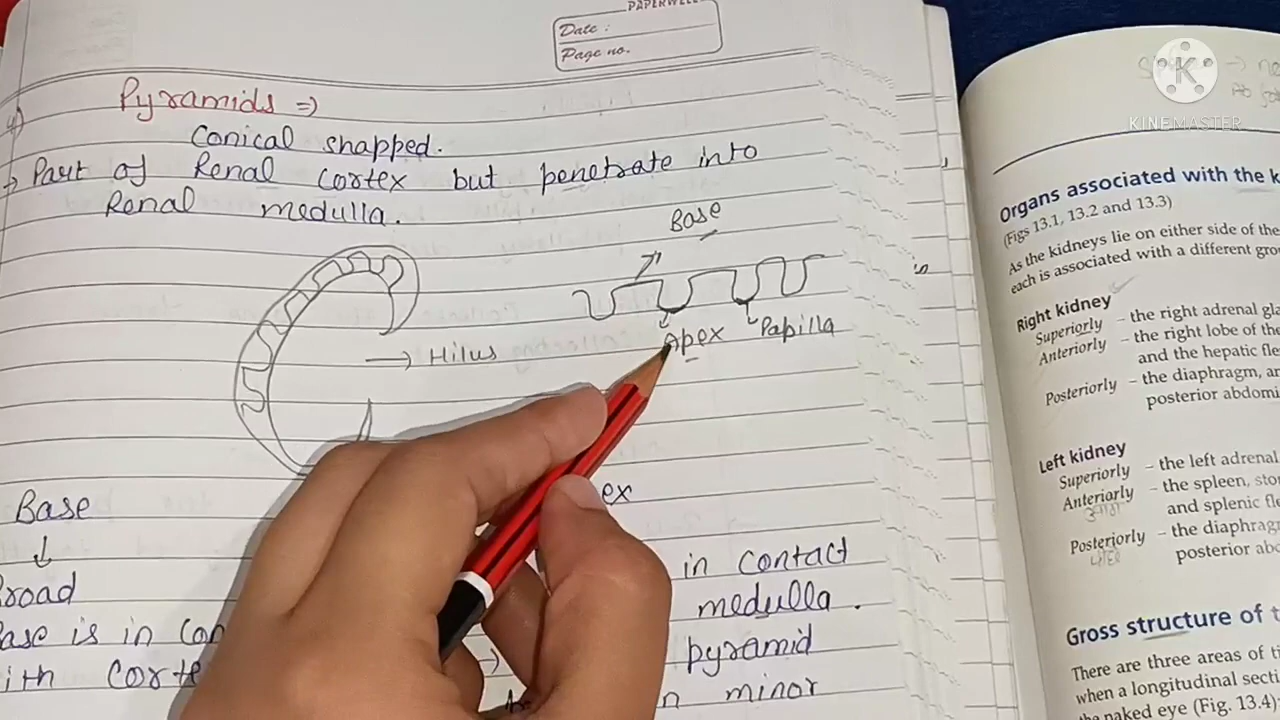 PAPERWELL
Date :
Page no.
4)
Pyramids ⇒
Conical shapped.
→ Part of Renal cortex but penetrate into
Renal medulla.
Base
Apex
Papilla
→ Hilus
Base
↓
road
ase is in con
ith corte
ex
in contact
medulla.
→ pyramid
n minor
KINEMASTER
Organs associated with the k
(Figs 13.1, 13.2 and 13.3)
As the kidneys lie on either side of the
each is associated with a different gro
Right kidney
Superiorly – the right adrenal gla
Anteriorly – the right lobe of the
and the hepatic fle
Posteriorly – the diaphragm, an
posterior abdomi
Left kidney
Superiorly – the left adrenal
Anteriorly – the spleen, sto
and splenic fl
Posteriorly – the diaphrag
posterior abd
Gross structure of t
There are three areas of ti
when a longitudinal secti
the naked eye (Fig. 13.4):